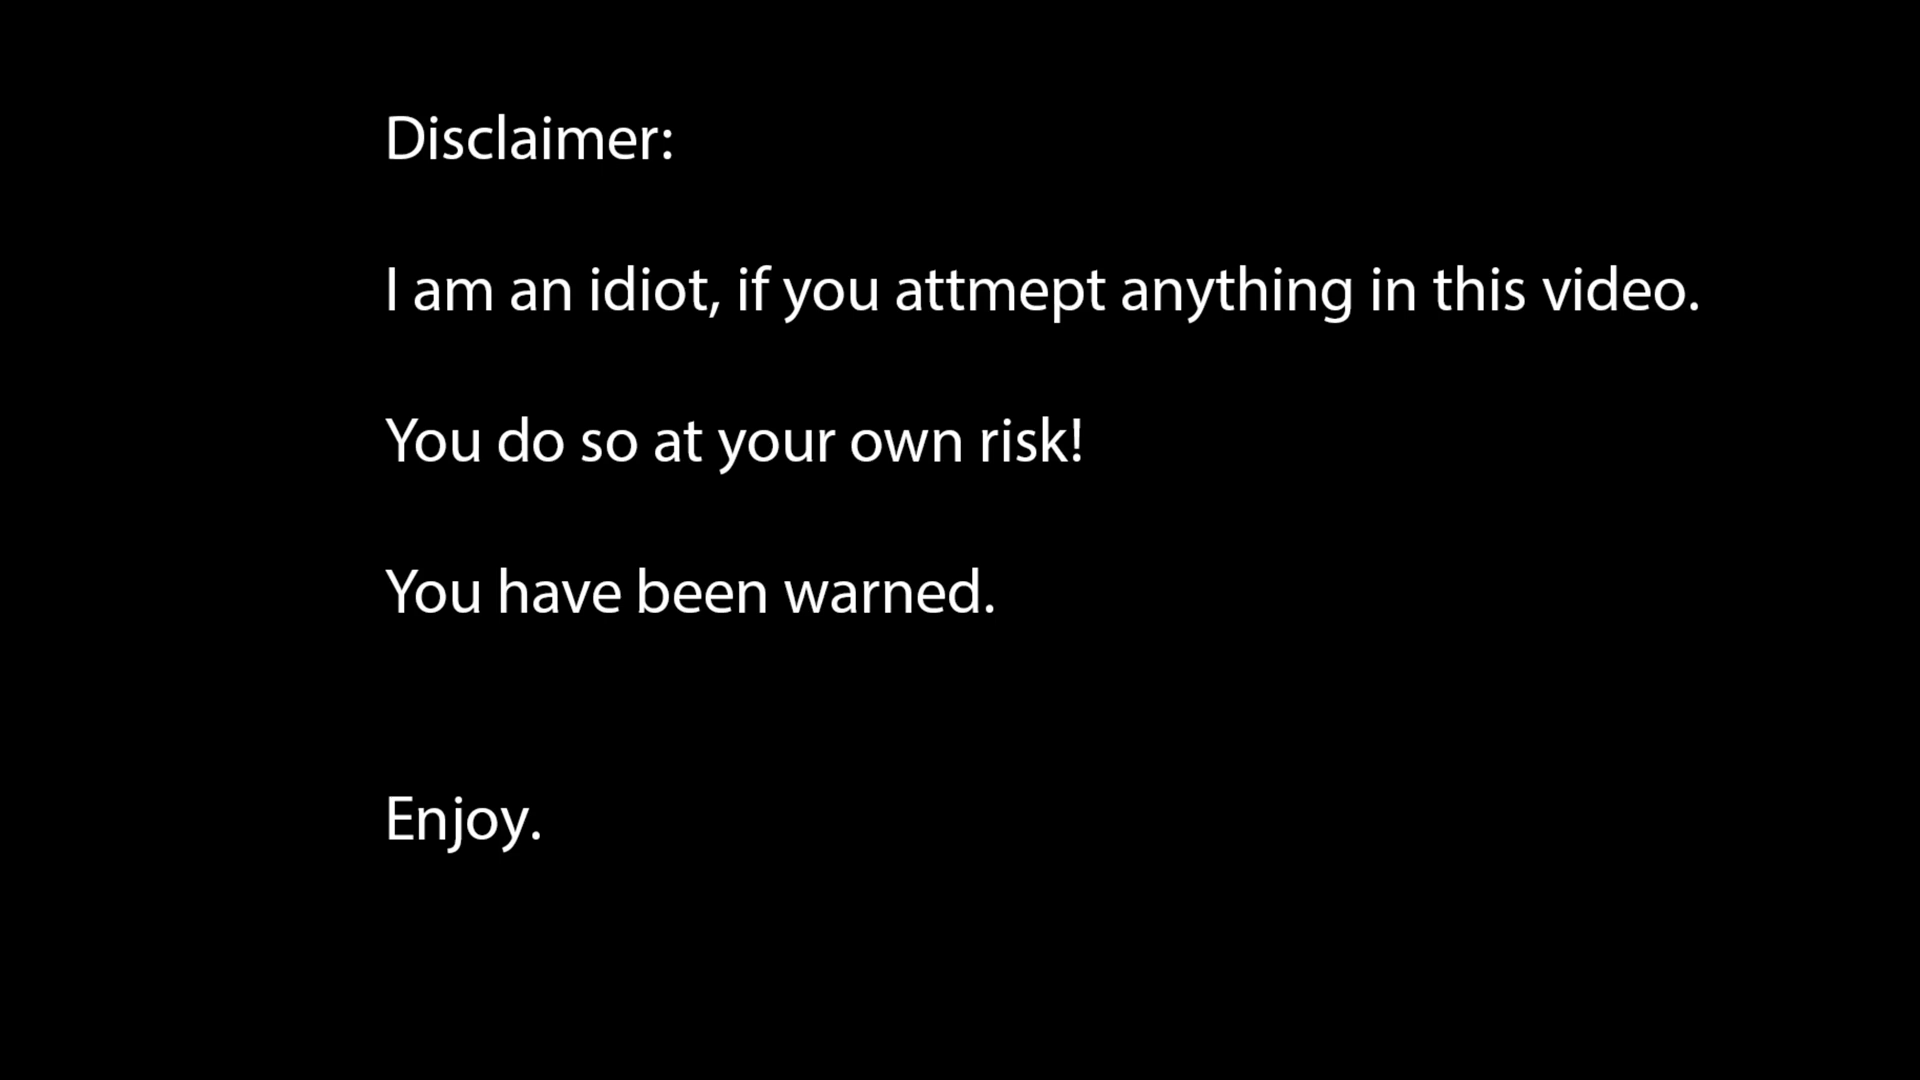 Disclaimer:
I am an idiot, if you attmept anything in this video.
You do so at your own risk!
You have been warned.
Enjoy.